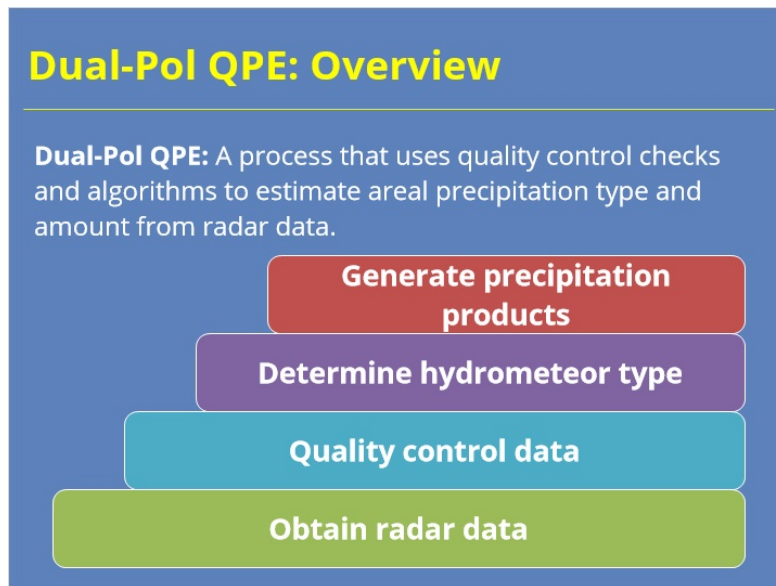 Dual-Pol QPE: Overview
Dual-Pol QPE: A process that uses quality control checks
and algorithms to estimate areal precipitation type and
amount from radar data.
Generate precipitation
products
Determine hydrometeor type
Quality control data
Obtain radar data